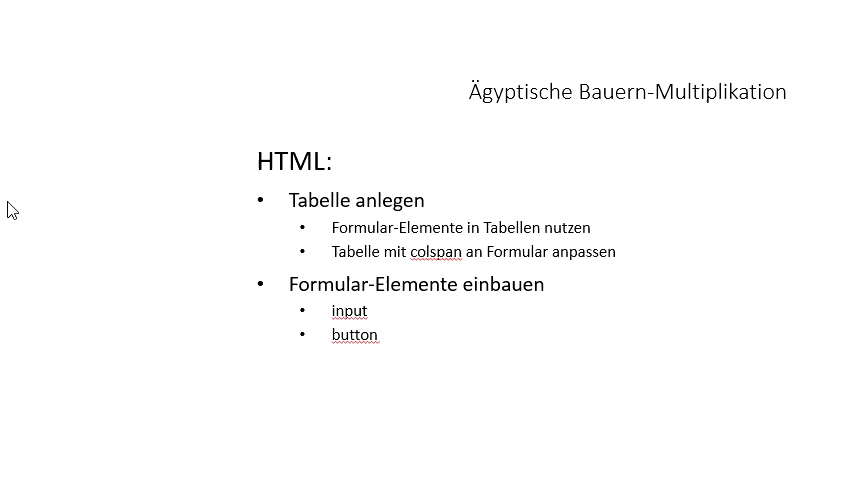 Ägyptische Bauern-Multiplikation
HTML:
• Tabelle anlegen
• Formular-Elemente in Tabellen nutzen
• Tabelle mit colspan an Formular anpassen
• Formular-Elemente einbauen
• input
• button